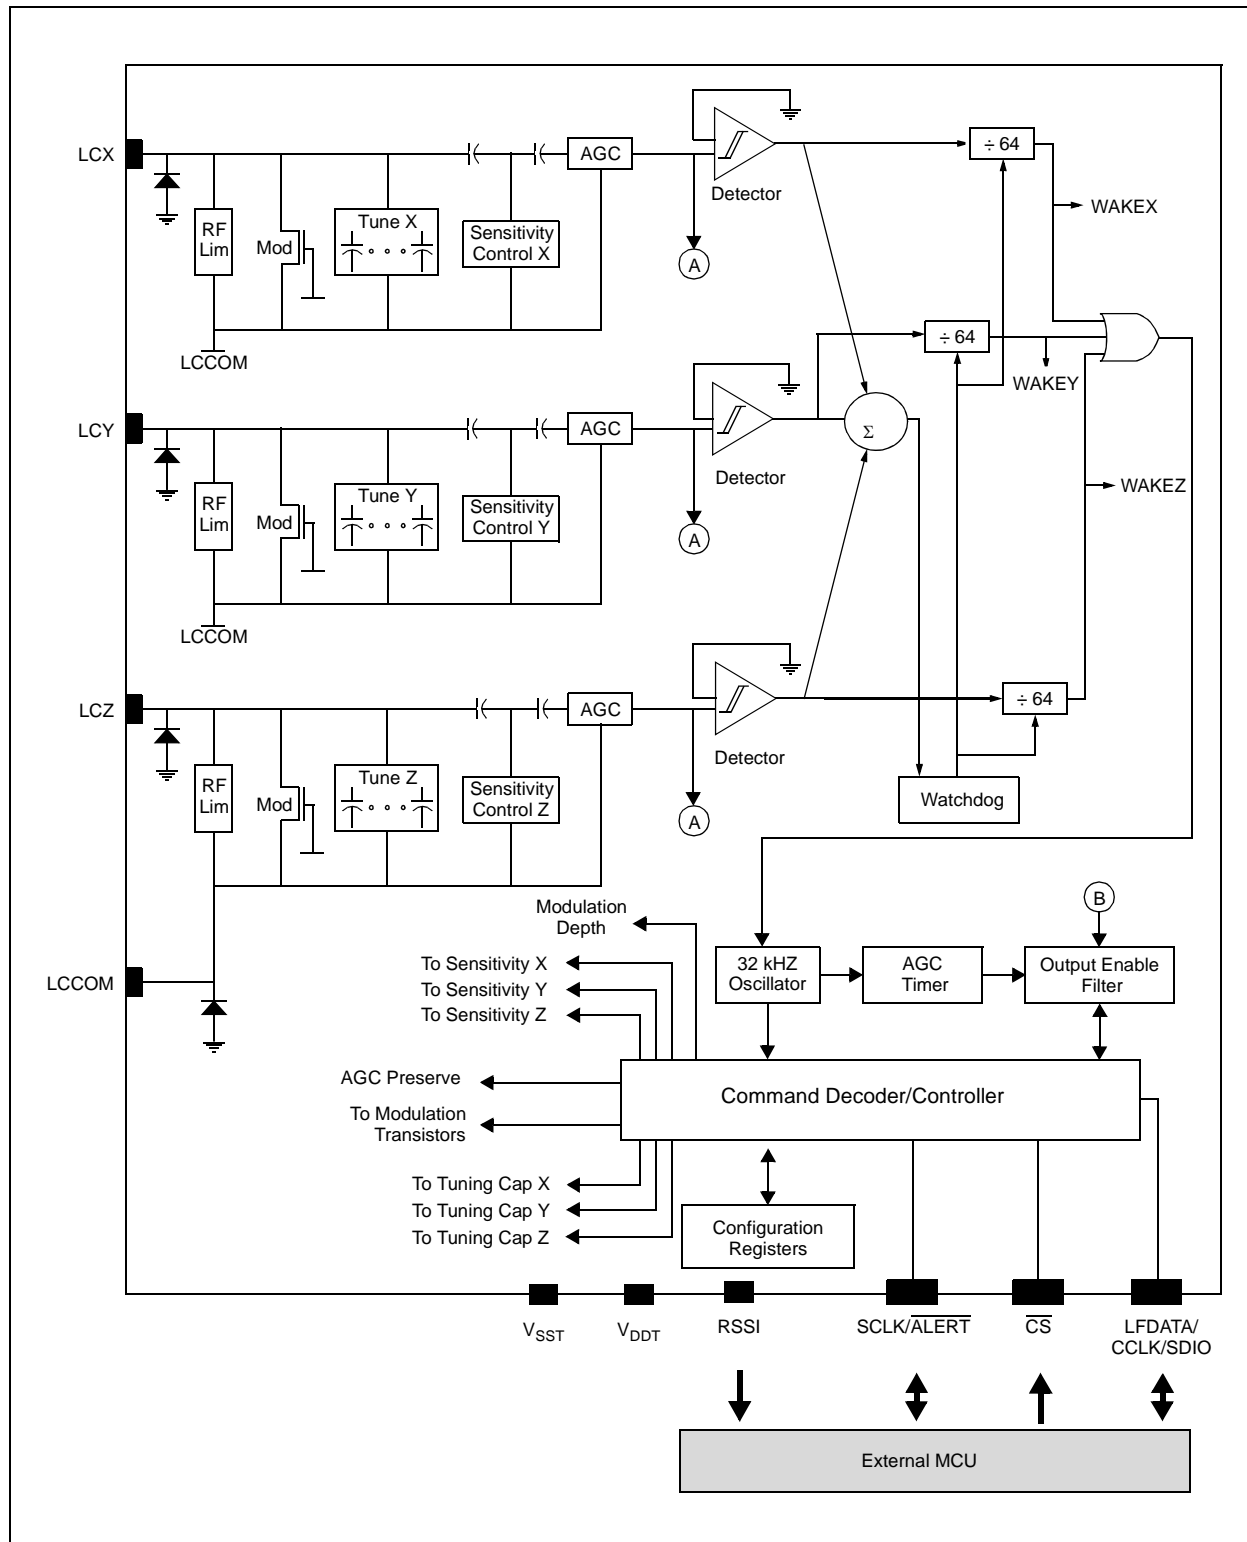 LCX
AGC
÷ 64
Detector
WAKEX
RF
Lim
Mod
Tune X
Sensitivity
Control X
A
LCCOM
÷ 64
WAKEY
LCY
AGC
Σ
Detector
WAKEZ
RF
Lim
Mod
Tune Y
Sensitivity
Control Y
A
LCCOM
LCZ
AGC
÷ 64
Detector
RF
Lim
Mod
Tune Z
Sensitivity
Control Z
A
Watchdog
Modulation
Depth
B
LCCOM
To Sensitivity X
To Sensitivity Y
To Sensitivity Z
32 kHZ
Oscillator
AGC
Timer
Output Enable
Filter
AGC Preserve
To Modulation
Transistors
Command Decoder/Controller
To Tuning Cap X
To Tuning Cap Y
To Tuning Cap Z
Configuration
Registers
VSST
VDDT
RSSI
SCLK/ALERT
CS
LFDATA/
CCLK/SDIO
External MCU